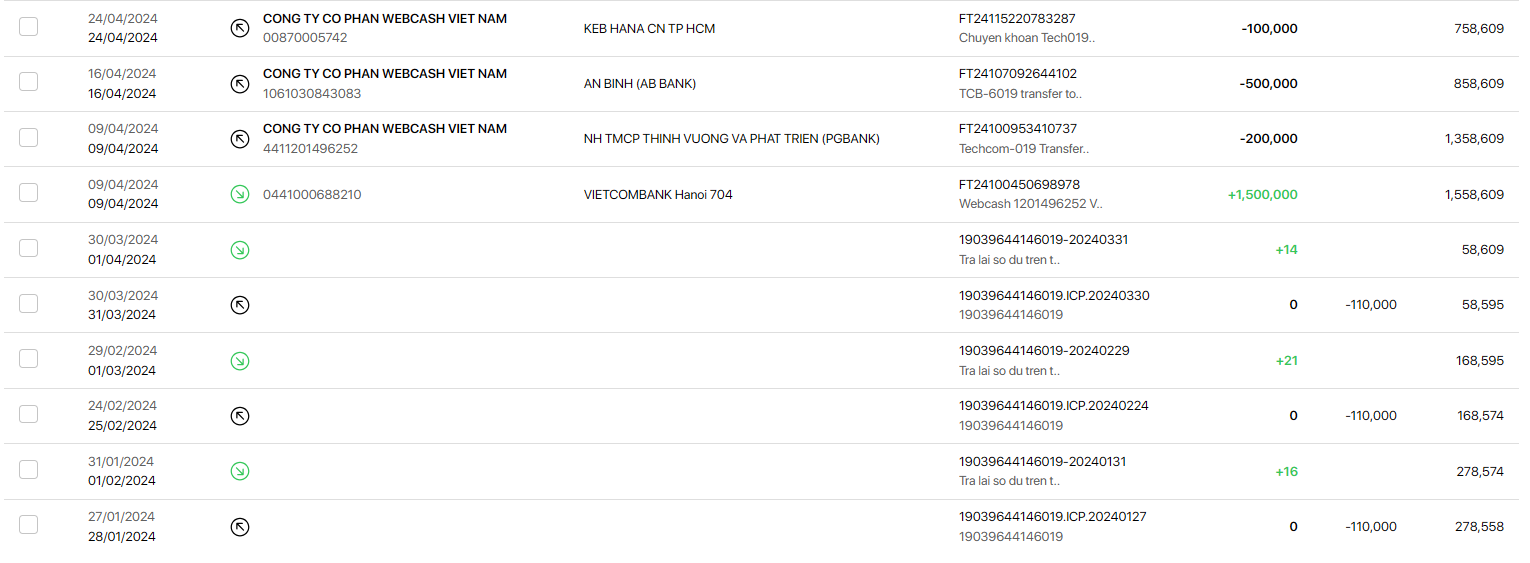 24/04/2024
24/04/2024
CONG TY CO PHAN WEBCASH VIET NAM
00870005742
KEB HANA CN TP HCM
FT24115220783287
Chuyen khoan Tech019..
-100,000
758,609
16/04/2024
16/04/2024
CONG TY CO PHAN WEBCASH VIET NAM
1061030843083
AN BINH (AB BANK)
FT24107092644102
TCB-6019 transfer to..
-500,000
858,609
09/04/2024
09/04/2024
CONG TY CO PHAN WEBCASH VIET NAM
4411201496252
NH TMCP THINH VUONG VA PHAT TRIEN (PGBANK)
FT24100953410737
Techcom-019 Transfer..
-200,000
1,358,609
09/04/2024
09/04/2024
0441000688210
VIETCOMBANK Hanoi 704
FT24100450698978
Webcash 1201496252 V..
+1,500,000
1,558,609
30/03/2024
01/04/2024
19039644146019-20240331
Tra lai so du tren t..
+14
58,609
30/03/2024
31/03/2024
19039644146019.ICP.20240330
19039644146019
0
-110,000
58,595
29/02/2024
01/03/2024
19039644146019-20240229
Tra lai so du tren t..
+21
168,595
24/02/2024
25/02/2024
19039644146019.ICP.20240224
19039644146019
0
-110,000
168,574
31/01/2024
01/02/2024
19039644146019-20240131
Tra lai so du tren t..
+16
278,574
27/01/2024
28/01/2024
19039644146019.ICP.20240127
19039644146019
0
-110,000
278,558